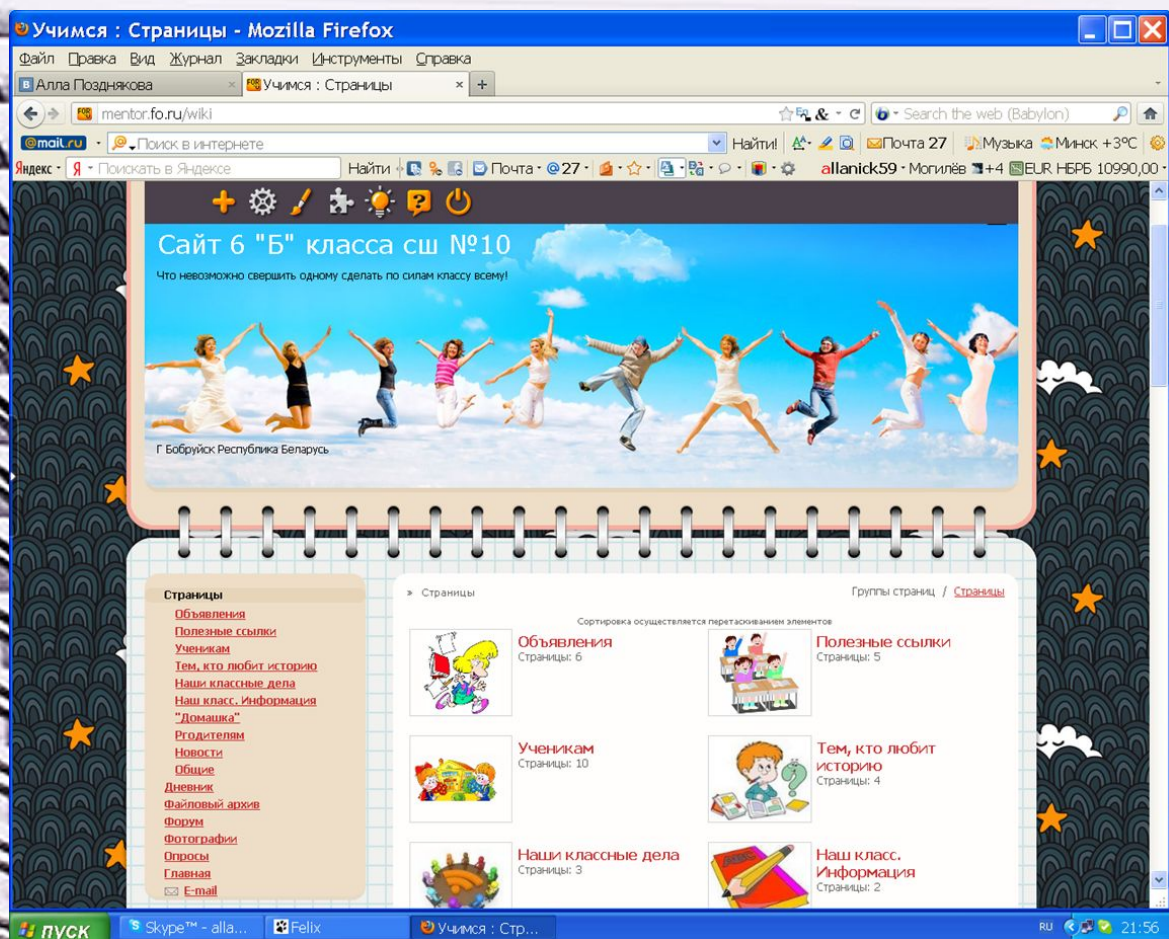 Учимся : Страницы - Mozilla Firefox
Файл Правка Вид Журнал Закладки Инструменты Справка
Алла Позднякова
Учимся : Страницы
mentor.fo.ru/wiki
Search the web (Babylon)
@mail.ru Поиск в интернете Найти! Почта 27 Музыка Минск +3°C
Яндекс Поискать в Яндексе Найти Почта @ 27 allanick59 Могилёв +4 EUR НБРБ 10990,00
Сайт 6 "Б" класса сш №10
Что невозможно свершить одному сделать по силам классу всему!
Г Бобруйск Республика Беларусь
Страницы
Объявления
Полезные ссылки
Ученикам
Тем, кто любит историю
Наши классные дела
Наш класс. Информация
"Домашка"
Ргодителям
Новости
Общие
Дневник
Файловый архив
Форум
Фотографии
Опросы
Главная
E-mail
» Страницы
Группы страниц / Страницы
Сортировка осуществляется перетаскиванием элементов
Объявления
Страницы: 6
Полезные ссылки
Страницы: 5
Ученикам
Страницы: 10
Тем, кто любит
историю
Страницы: 4
Наши классные дела
Страницы: 3
Наш класс.
Информация
Страницы: 2
пуск
Skype™ - alla...
Felix
Учимся : Стр...
RU
21:56